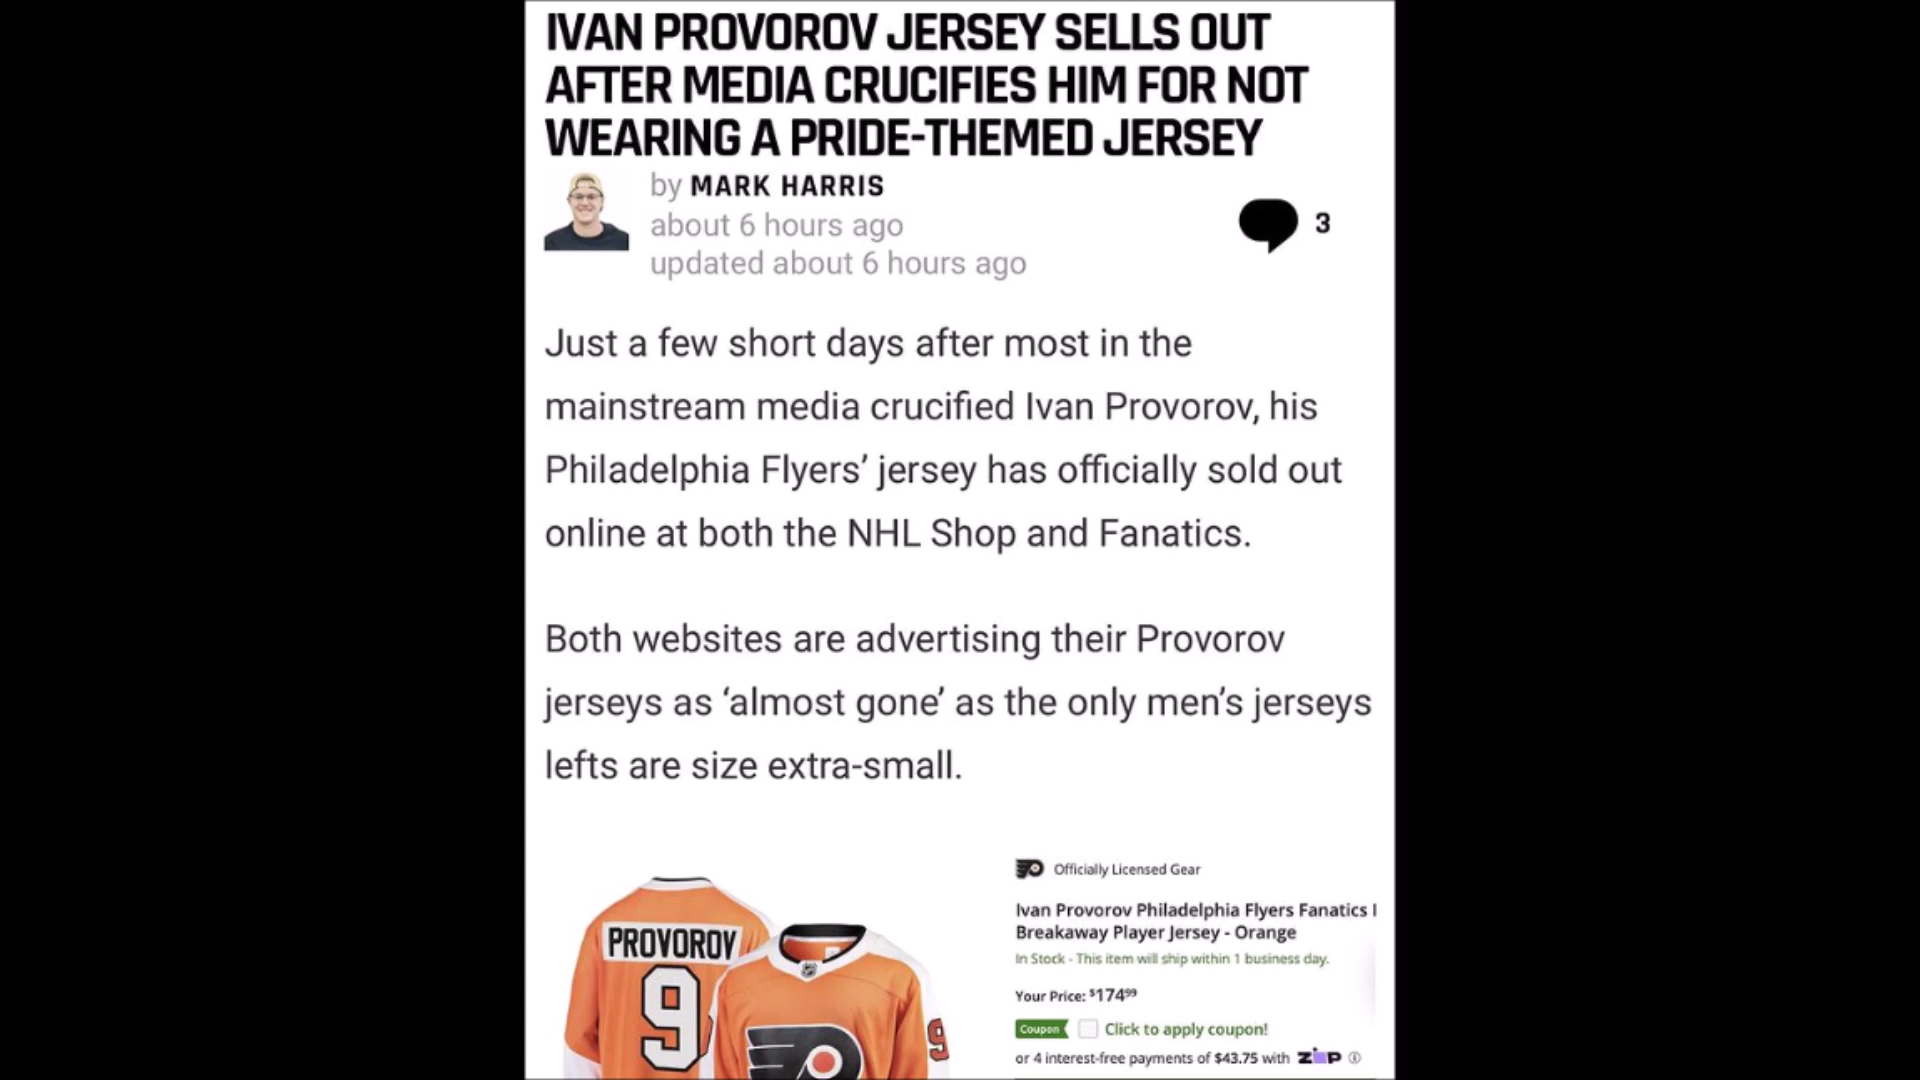 IVAN PROVOROV JERSEY SELLS OUT
AFTER MEDIA CRUCIFIES HIM FOR NOT
WEARING A PRIDE-THEMED JERSEY
by MARK HARRIS
about 6 hours ago
updated about 6 hours ago
3
Just a few short days after most in the
mainstream media crucified Ivan Provorov, his
Philadelphia Flyers’ jersey has officially sold out
online at both the NHL Shop and Fanatics.
Both websites are advertising their Provorov
jerseys as ‘almost gone’ as the only men’s jerseys
lefts are size extra-small.
PROVOROV
9
9
Officially Licensed Gear
Ivan Provorov Philadelphia Flyers Fanatics
Breakaway Player Jersey - Orange
In Stock - This item will ship within 1 business day.
Your Price: $174.99
Coupon Click to apply coupon!
or 4 interest-free payments of $43.75 with ZIP